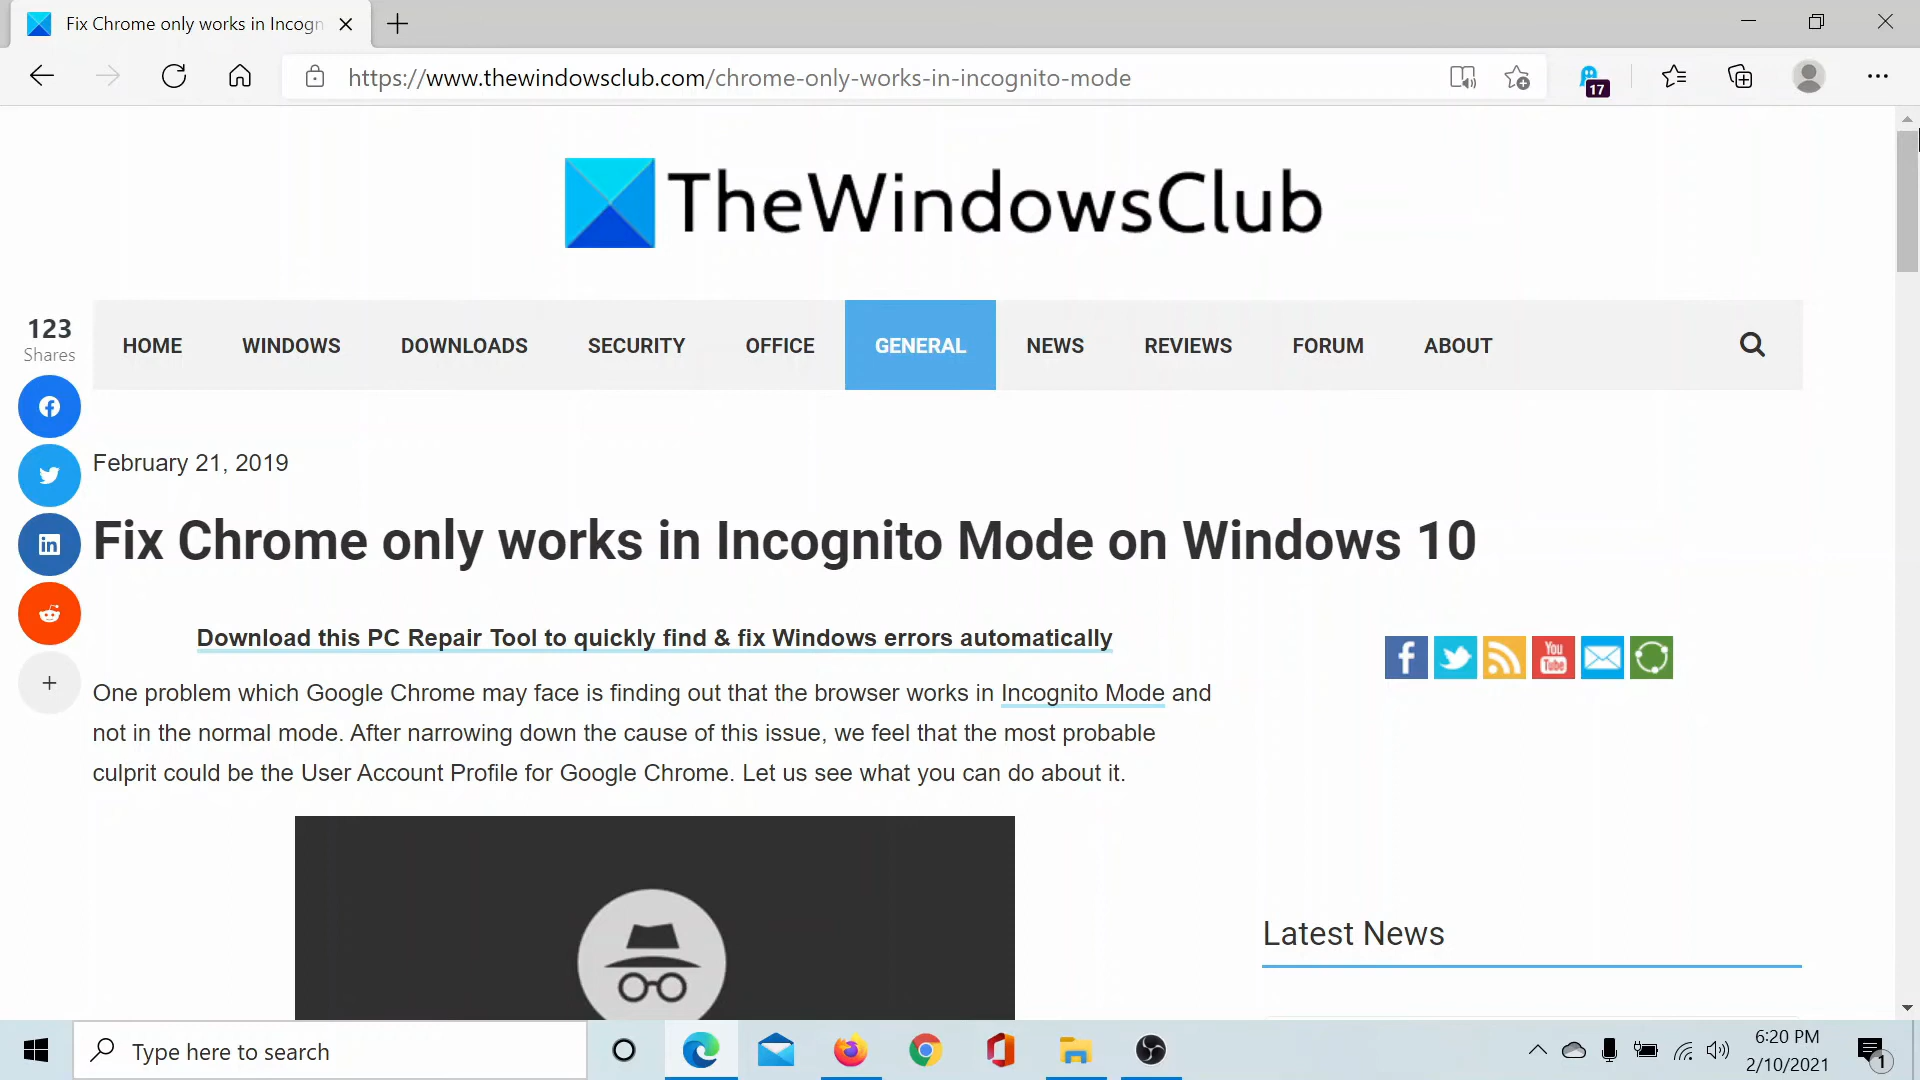 Fix Chrome only works in Incogn
https://www.thewindowsclub.com/chrome-only-works-in-incognito-mode
17
TheWindowsClub
HOME WINDOWS DOWNLOADS SECURITY OFFICE GENERAL NEWS REVIEWS FORUM ABOUT
123
Shares
February 21, 2019
Fix Chrome only works in Incognito Mode on Windows 10
Download this PC Repair Tool to quickly find & fix Windows errors automatically
One problem which Google Chrome may face is finding out that the browser works in Incognito Mode and
not in the normal mode. After narrowing down the cause of this issue, we feel that the most probable
culprit could be the User Account Profile for Google Chrome. Let us see what you can do about it.
You
Tube
Latest News
Type here to search
6:20 PM
2/10/2021
1